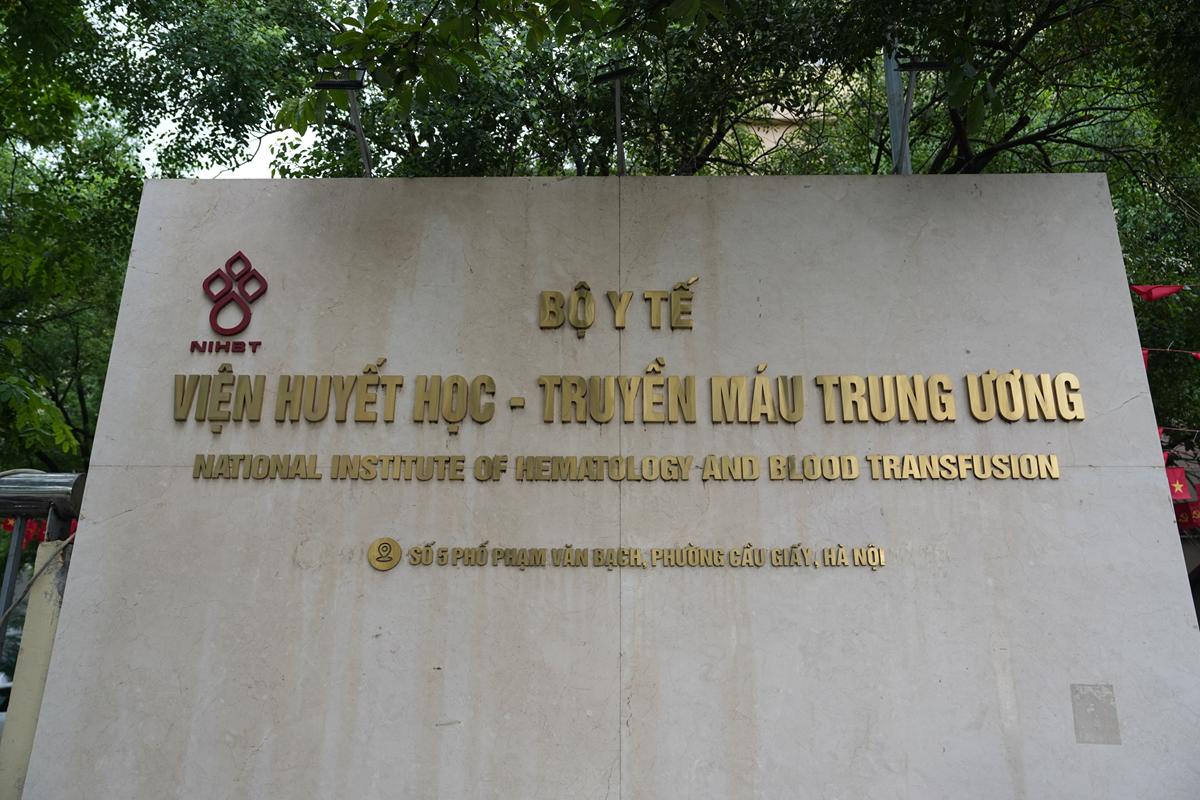 BỘ Y TẾ
NIHBT
VIỆN HUYẾT HỌC - TRUYỀN MÁU TRUNG ƯƠNG
NATIONAL INSTITUTE OF HEMATOLOGY AND BLOOD TRANSFUSION
SỐ 5 PHỐ PHẠM VĂN BẠCH, PHƯỜNG CẦU GIẤY, HÀ NỘI